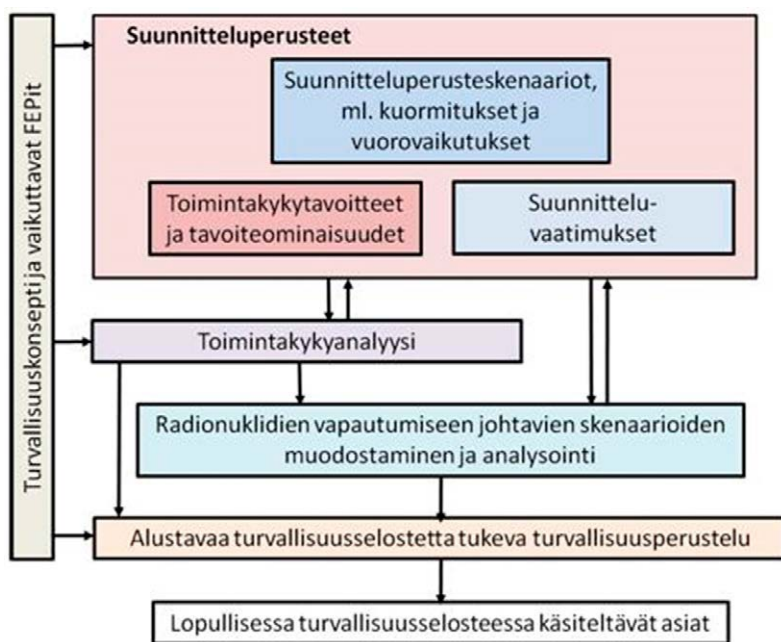 Turvallisuuskonsepti ja vaikuttavat FEPit
Suunnitteluperusteet
Suunnitteluperusteskenaariot,
ml. kuormitukset ja
vuorovaikutukset
Toimintakykytavoitteet
ja tavoiteominaisuudet
Suunnittelu-
vaatimukset
Toimintakykyanalyysi
Radionuklidien vapautumiseen johtavien skenaarioiden
muodostaminen ja analysointi
Alustavaa turvallisuusselostetta tukeva turvallisuusperustelu
Lopullisessa turvallisuusselosteessa käsiteltävät asiat